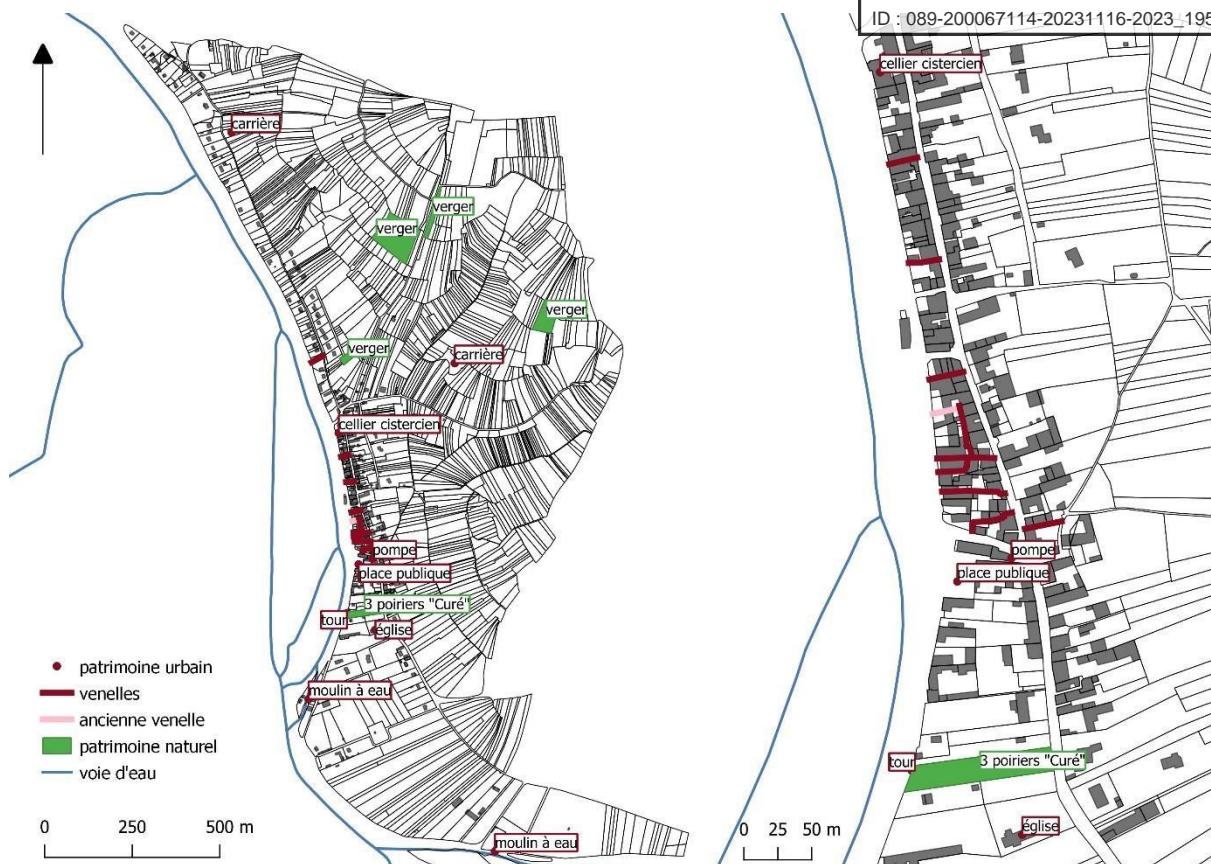 ID : 089-200067114-20231116-2023_195
carrière
verger
verger
verger
verger
carrière
cellier cistercien
pompe
place publique
3 poiriers "Curé"
tour
église
moulin à eau
moulin à eau
patrimoine urbain
venelles
ancienne venelle
patrimoine naturel
voie d'eau
0 250 500 m
cellier cistercien
pompe
place publique
tour
3 poiriers "Curé"
église
0 25 50 m